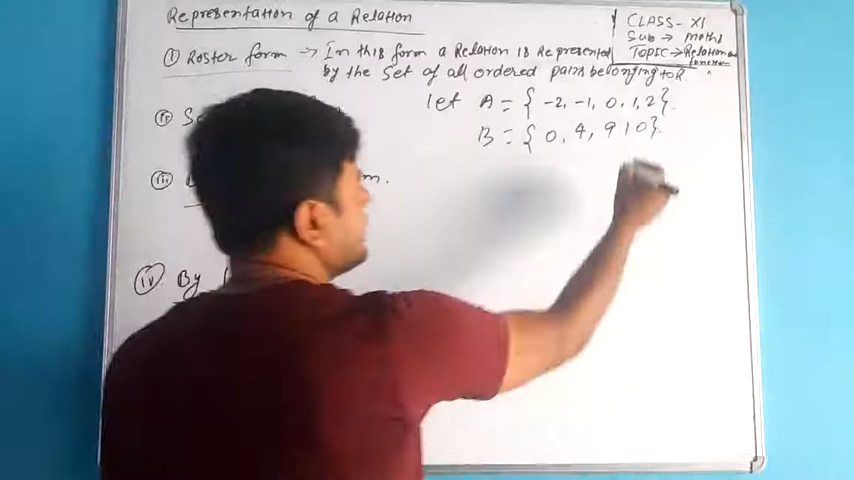 Representation of a Relation
CLASS- XI
Sub → Maths
Topic → Relation and function
(i) Roster form → In this form a Relation is Represented
by the set of all ordered pairs belonging to R.
let A = { -2, -1, 0, 1, 2}.
B = { 0, 4, 9 10}.
(ii)
(iii)
(iv) By